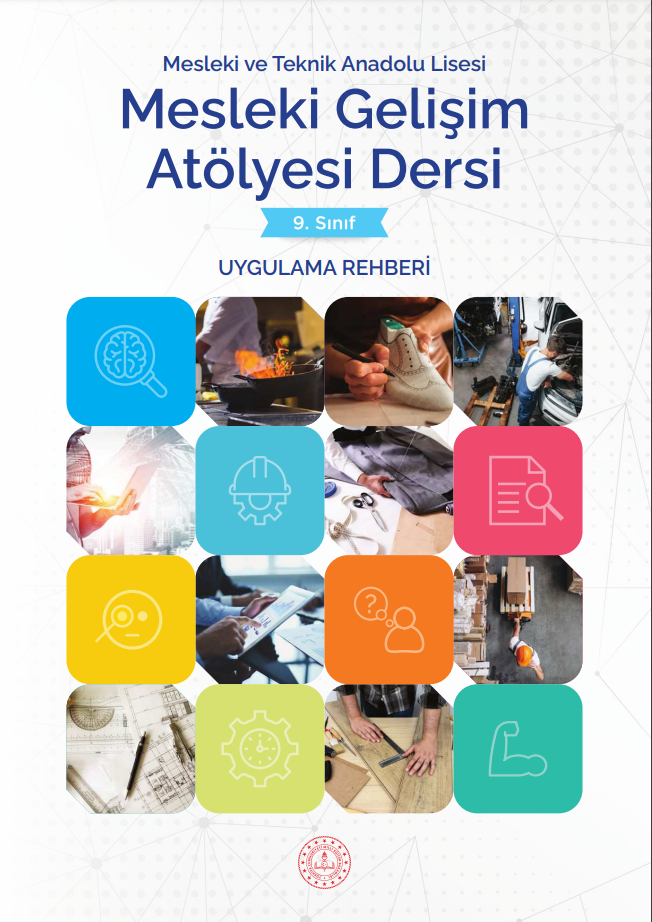 Mesleki ve Teknik Anadolu Lisesi
Mesleki Gelişim
Atölyesi Dersi
9. Sınıf
UYGULAMA REHBERİ